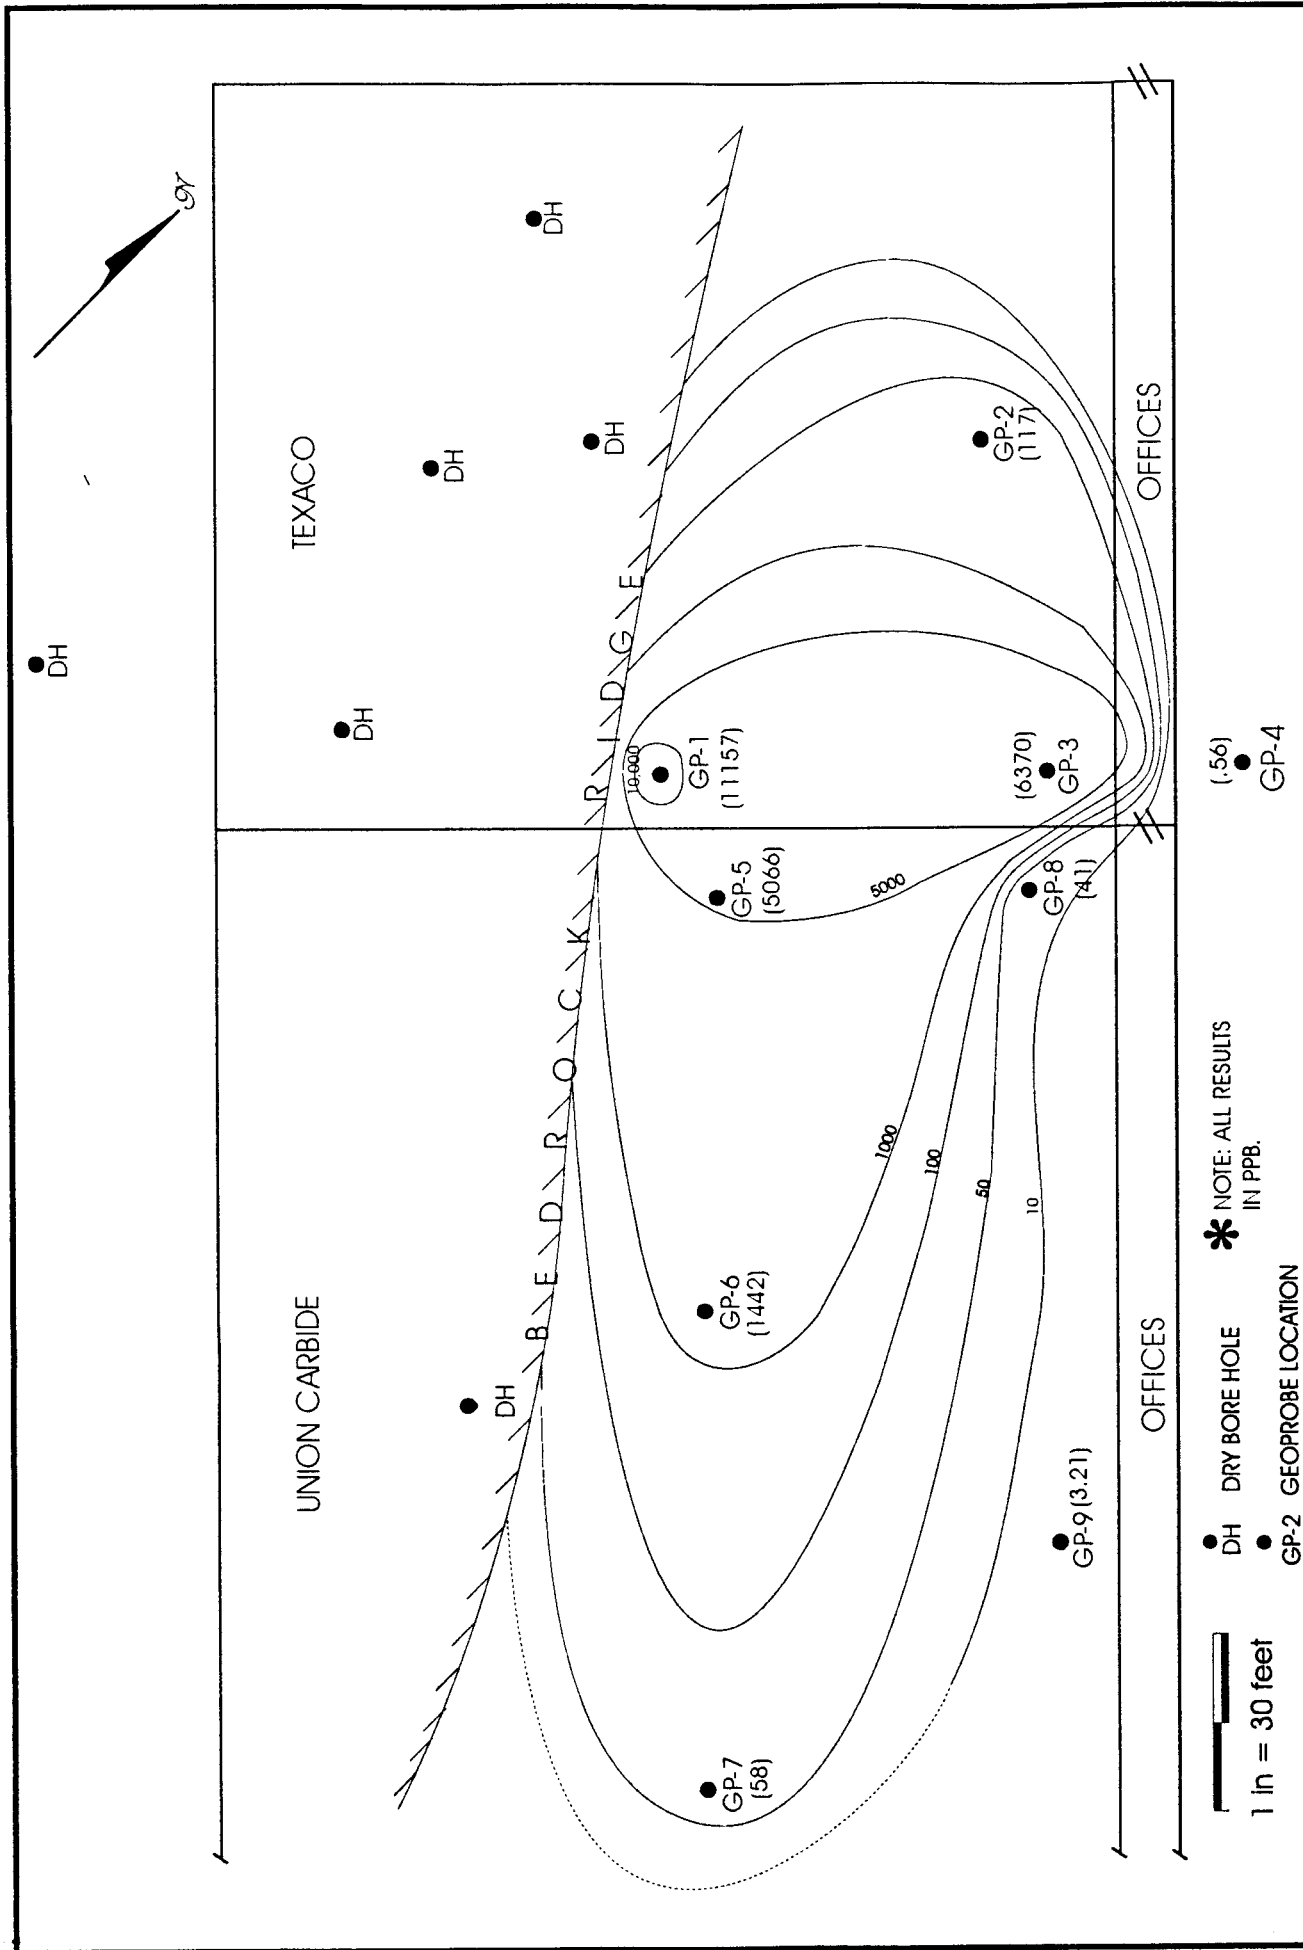 N
UNION CARBIDE
TEXACO
DH
DH
DH
DH
DH
DH
BEDROCK RIDGE
10,000
GP-1
(11157)
GP-5
(5066)
GP-6
(1442)
GP-7
(58)
5000
1000
100
50
10
GP-2
(117)
(6370)
GP-3
GP-8
(41)
GP-9(3.21)
OFFICES
OFFICES
(.56)
GP-4
1 in = 30 feet
DH DRY BORE HOLE
GP-2 GEOPROBE LOCATION
NOTE: ALL RESULTS
IN PPB.